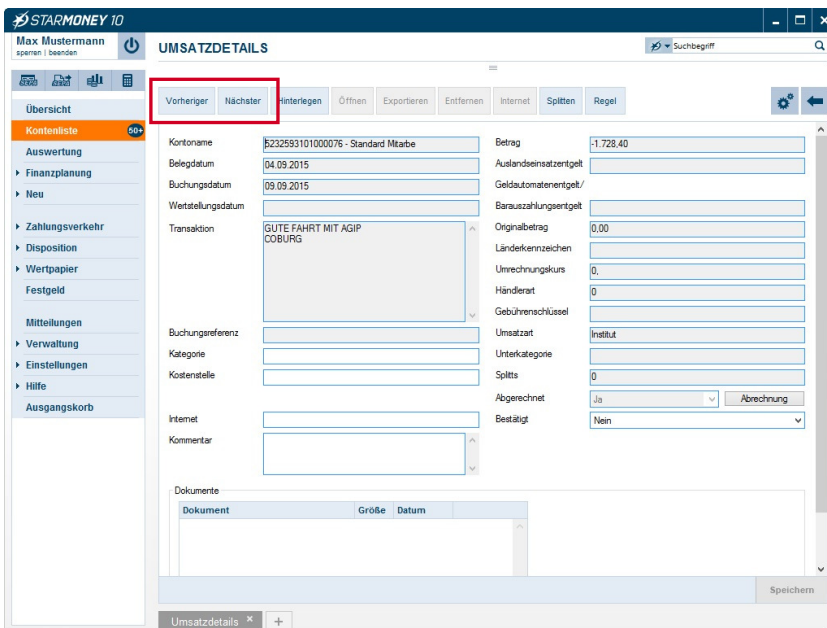 STARMONEY 10
Max Mustermann
sperren | beenden
UMSATZDETAILS
Suchbegriff
Vorheriger Nächster Hinterlegen Öffnen Exportieren Entfernen Internet Splitten Regel
Übersicht
Kontenliste 50+
Auswertung
Finanzplanung
Neu
Zahlungsverkehr
Disposition
Wertpapier
Festgeld
Mitteilungen
Verwaltung
Einstellungen
Hilfe
Ausgangskorb
Kontoname 5232593101000076 - Standard Mitarbe
Belegdatum 04.09.2015
Buchungsdatum 09.09.2015
Wertstellungsdatum
Transaktion GUTE FAHRT MIT AGIP
COBURG
Buchungsreferenz
Kategorie
Kostenstelle
Internet
Kommentar
Betrag -1.728,40
Auslandseinsatzentgelt
Geldautomatenentgelt/
Barauszahlungsentgelt
Originalbetrag 0,00
Länderkennzeichen
Umrechnungskurs 0,
Händlerart 0
Gebührenschlüssel
Umsatzart Institut
Unterkategorie
Splitts 0
Abgerechnet Ja Abrechnung
Bestätigt Nein
Dokumente
Dokument Größe Datum
Speichern
Umsatzdetails × +